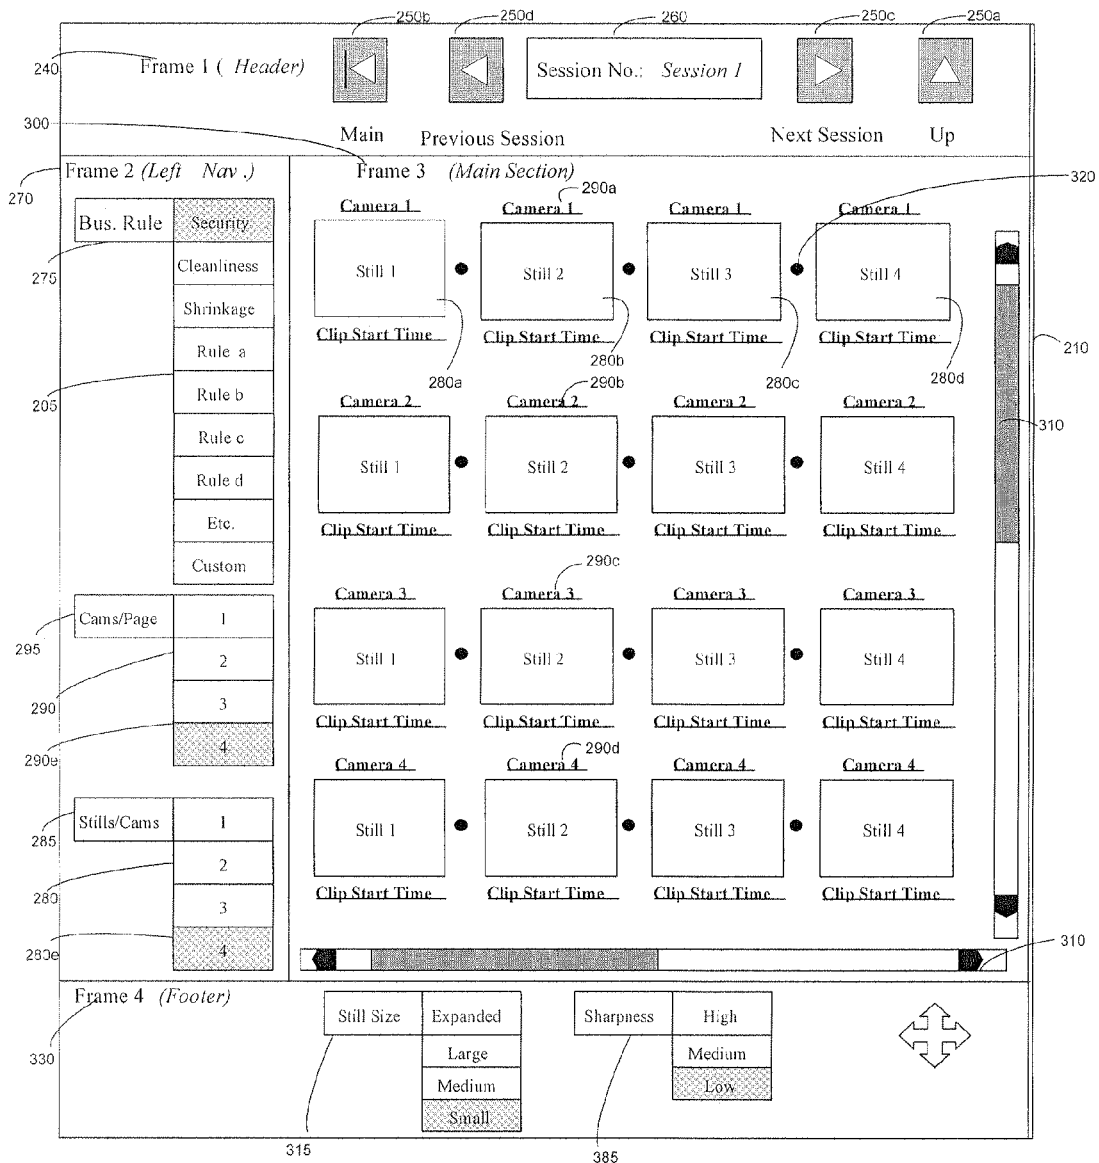 250b 250d 260 250c 250a
240 Frame 1 ( Header) Session No.: Session 1
300
Main Previous Session Next Session Up
Frame 2 (Left Nav.) Frame 3 (Main Section)
270
290a 320
Bus. Rule Security
Camera 1 Camera 1 Camera 1 Camera 1
275
Cleanliness
Still 1 Still 2 Still 3 Still 4
Shrinkage
Clip Start Time Clip Start Time Clip Start Time Clip Start Time
210
Rule a
280a 280b 280c 280d
205
Rule b
290b
Camera 2 Camera 2 Camera 2 Camera 2
310
Rule c
Still 1 Still 2 Still 3 Still 4
Rule d
Etc.
Clip Start Time Clip Start Time Clip Start Time Clip Start Time
Custom
290c
Camera 3 Camera 3 Camera 3 Camera 3
Cams/Page 1
295
2
Still 1 Still 2 Still 3 Still 4
290
3
Clip Start Time Clip Start Time Clip Start Time Clip Start Time
290e
4
290d
Camera 4 Camera 4 Camera 4 Camera 4
Stills/Cams 1
285
Still 1 Still 2 Still 3 Still 4
2
280
Clip Start Time Clip Start Time Clip Start Time Clip Start Time
3
280e
4
310
Frame 4 (Footer)
Still Size Expanded Sharpness High
330
Large Medium
Medium Low
Small
315 385